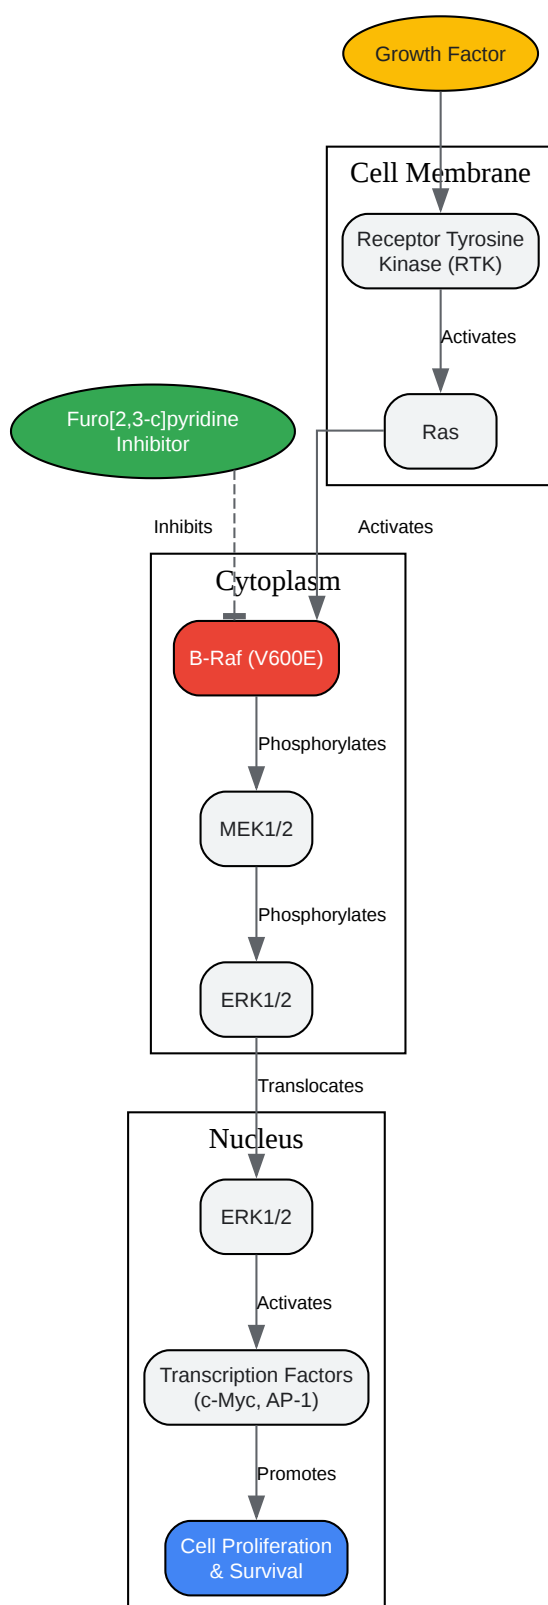 Growth Factor
Cell Membrane
Receptor Tyrosine
Kinase (RTK)
Activates
Ras
Furo[2,3-c]pyridine
Inhibitor
Inhibits
Activates
Cytoplasm
B-Raf (V600E)
Phosphorylates
MEK1/2
Phosphorylates
ERK1/2
Translocates
Nucleus
ERK1/2
Activates
Transcription Factors
(c-Myc, AP-1)
Promotes
Cell Proliferation
& Survival